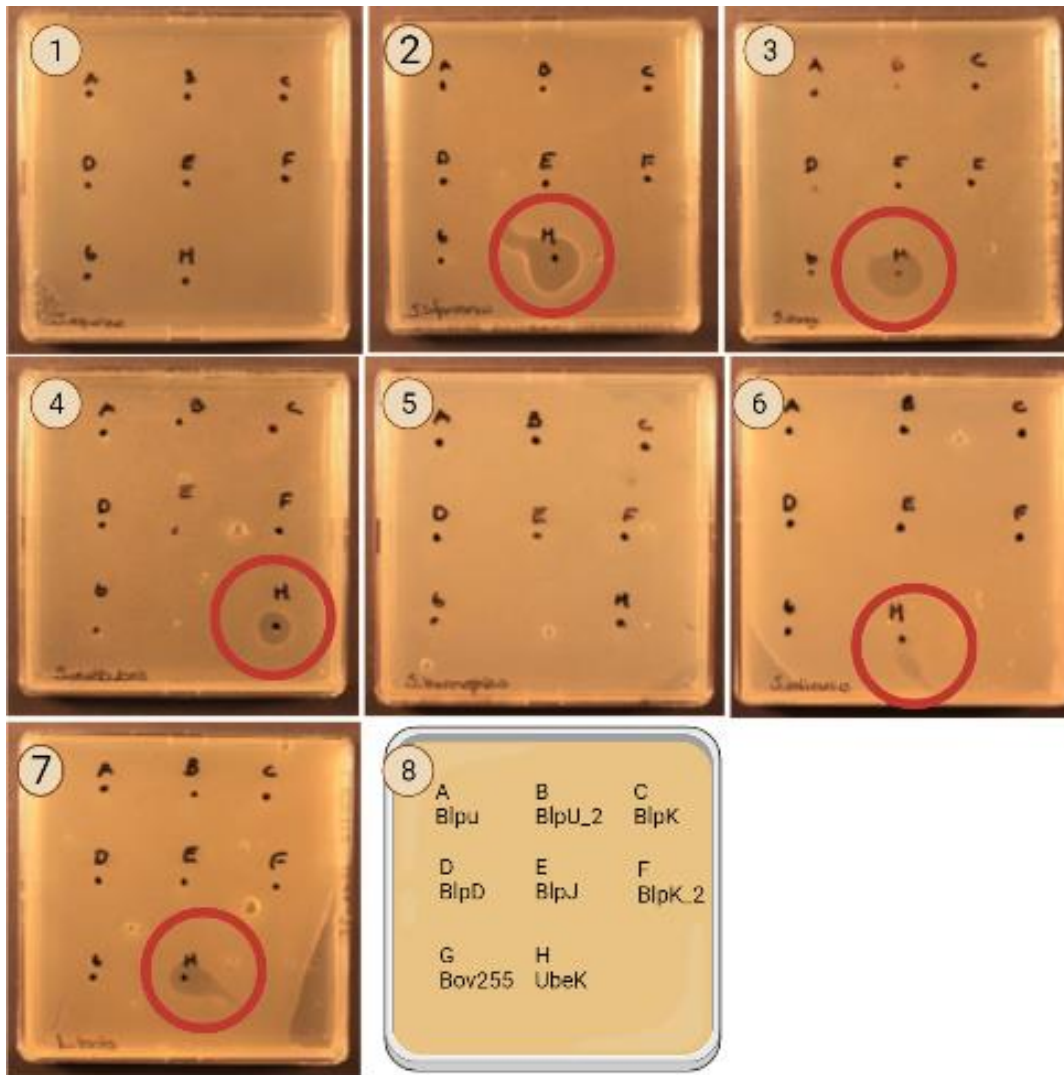 1
A B C
D E F
G H
2
A B C
D E F
G H
3
A B C
D F E
G H
4
A B C
D E F
G H
5
A B C
D E F
G H
6
A B C
D E F
G H
7
A B C
D E F
G H
8
A B C
Blpu BlpU_2 BlpK
D E F
BlpD BlpJ BlpK_2
G H
Bov255 UbeK